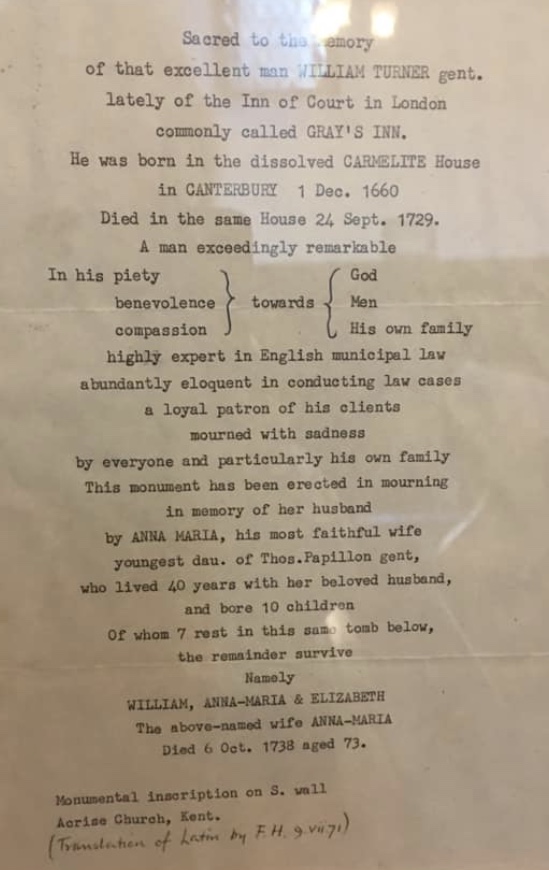 Sacred to the memory
of that excellent man WILLIAM TURNER gent.
lately of the Inn of Court in London
commonly called GRAY'S INN.
He was born in the dissolved CARMELITE House
in CANTERBURY 1 Dec. 1660
Died in the same House 24 Sept. 1729.
A man exceedingly remarkable
In his piety } towards { God
benevolence Men
compassion His own family
highly expert in English municipal law
abundantly eloquent in conducting law cases
a loyal patron of his clients
mourned with sadness
by everyone and particularly his own family
This monument has been erected in mourning
in memory of her husband
by ANNA MARIA, his most faithful wife
youngest dau. of Thos.Papillon gent,
who lived 40 years with her beloved husband,
and bore 10 children
Of whom 7 rest in this same tomb below,
the remainder survive
Namely
WILLIAM, ANNA-MARIA & ELIZABETH
The above-named wife ANNA-MARIA
Died 6 Oct. 1738 aged 73.
Monumental inscription on S. wall
Acrise Church, Kent.
(Translation of Latin by F.H. 9.vii.71)